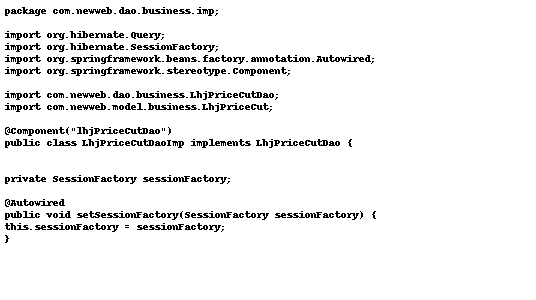 package com.newweb.dao.business.imp;
import org.hibernate.Query;
import org.hibernate.SessionFactory;
import org.springframework.beans.factory.annotation.Autowired;
import org.springframework.stereotype.Component;
import com.newweb.dao.business.LhjPriceCutDao;
import com.newweb.model.business.LhjPriceCut;
@Component("lhjPriceCutDao")
public class LhjPriceCutDaoImp implements LhjPriceCutDao {
private SessionFactory sessionFactory;
@Autowired
public void setSessionFactory(SessionFactory sessionFactory) {
this.sessionFactory = sessionFactory;
}